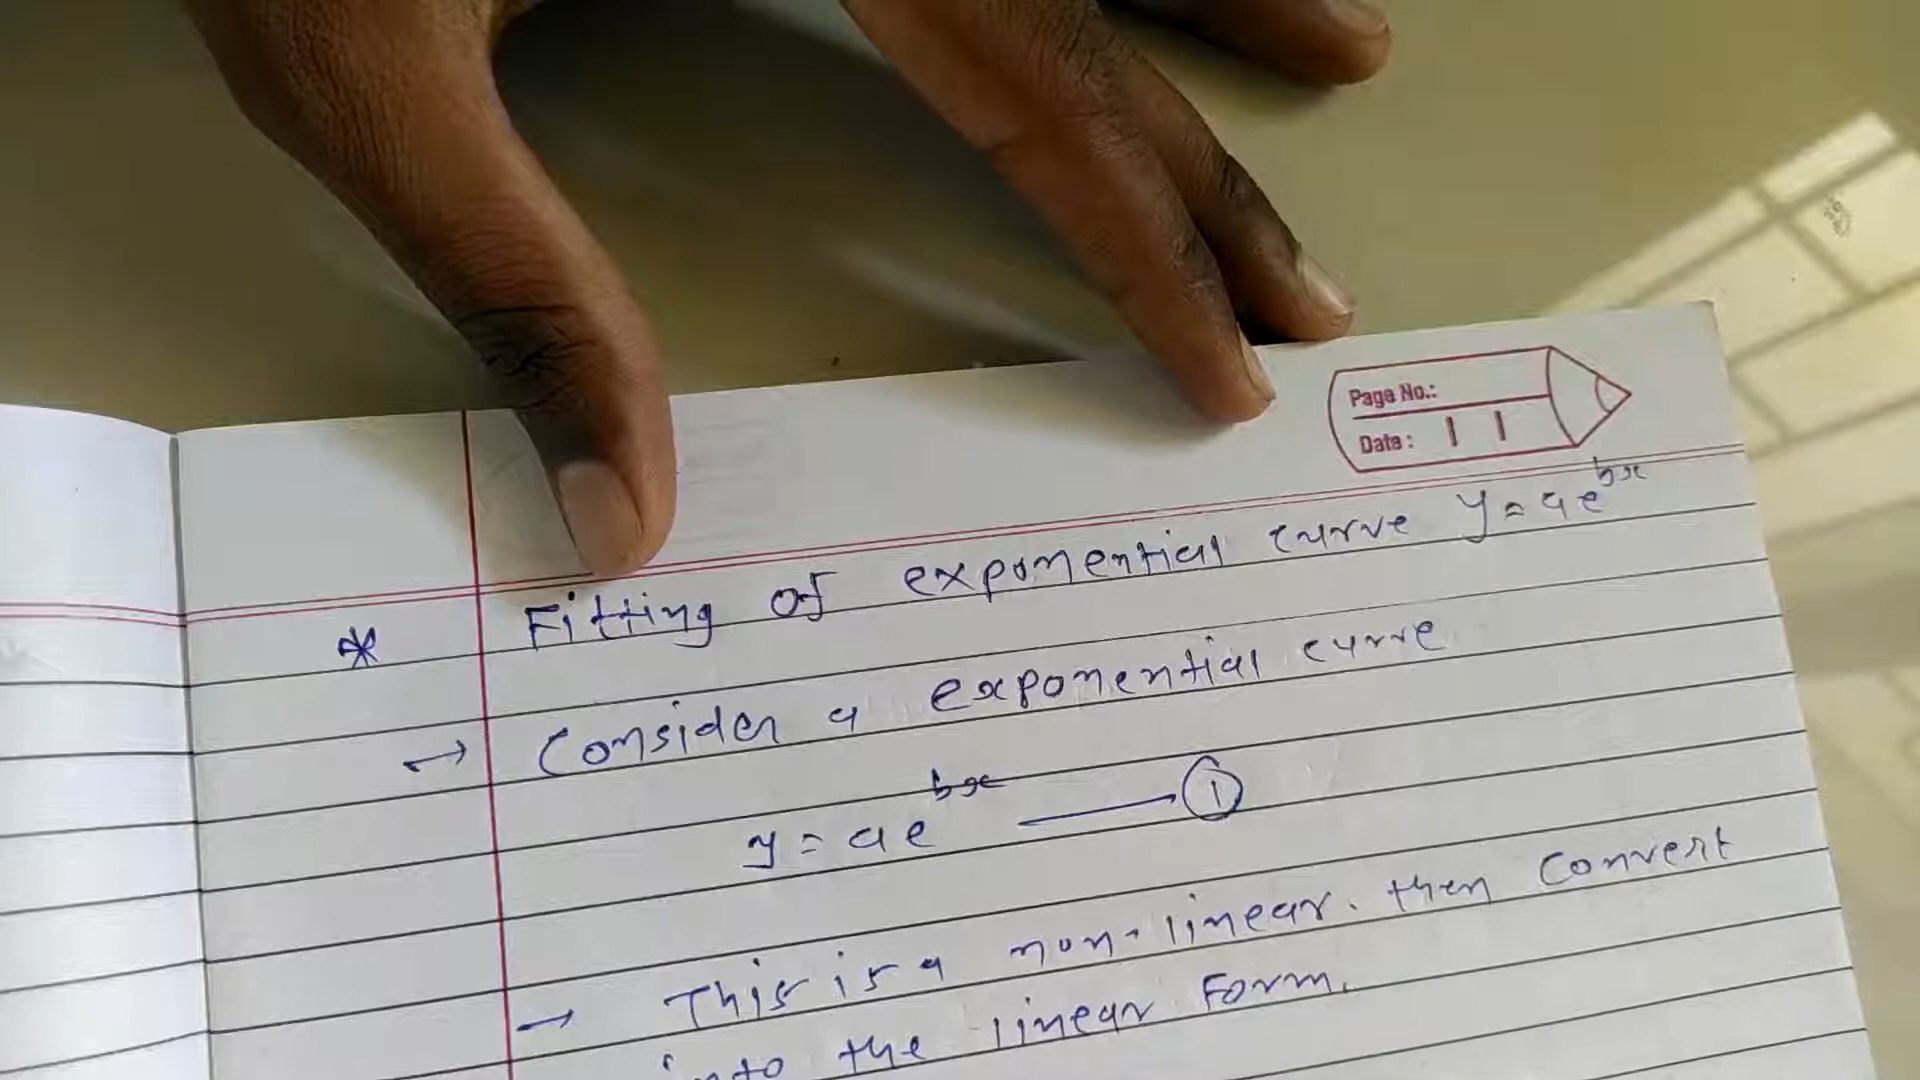 Page No.:
Date:
* Fitting of exponential curve y = ae^bx
→ Consider a exponential curve
y = ae^bx → ①
→ This is a non-linear. then convert
into the linear form.